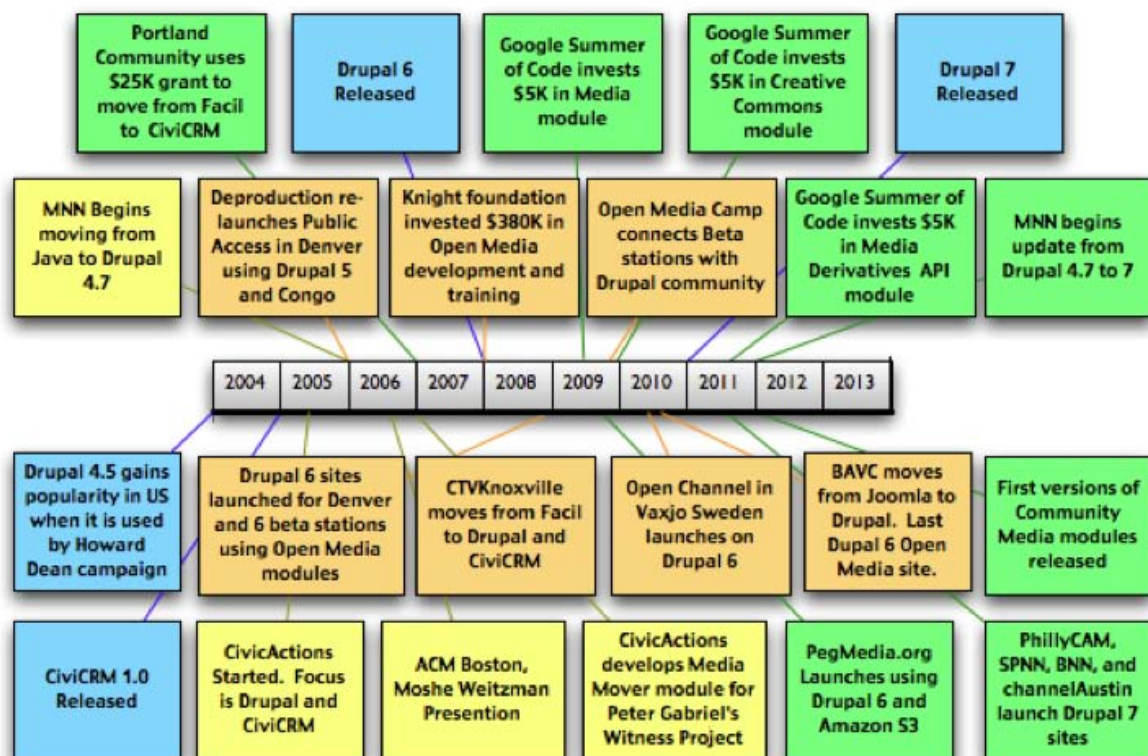 Portland
Community uses
$25K grant to
move from Facil
to CiviCRM
Drupal 6
Released
Google Summer
of Code invests
$5K in Media
module
Google Summer
of Code invests
$5K in Creative
Commons
module
Drupal 7
Released
MNN Begins
moving from
Java to Drupal
4.7
Deproduction re-
launches Public
Access in Denver
using Drupal 5
and Congo
Knight foundation
invested $380K in
Open Media
development and
training
Open Media Camp
connects Beta
stations with
Drupal community
Google Summer of
Code invests $5K
in Media
Derivatives API
module
MNN begins
update from
Drupal 4.7 to 7
2004 2005 2006 2007 2008 2009 2010 2011 2012 2013
Drupal 4.5 gains
popularity in US
when it is used
by Howard
Dean campaign
Drupal 6 sites
launched for Denver
and 6 beta stations
using Open Media
modules
CTVKnoxville
moves from Facil
to Drupal and
CiviCRM
Open Channel in
Vaxjo Sweden
launches on
Drupal 6
BAVC moves
from Joomla to
Drupal. Last
Dupal 6 Open
Media site.
First versions of
Community
Media modules
released
CiviCRM 1.0
Released
CivicActions
Started. Focus
is Drupal and
CiviCRM
ACM Boston,
Moshe Weitzman
Presention
CivicActions
develops Media
Mover module for
Peter Gabriel's
Witness Project
PegMedia.org
Launches using
Drupal 6 and
Amazon S3
PhillyCAM,
SPNN, BNN, and
channelAustin
launch Drupal 7
sites